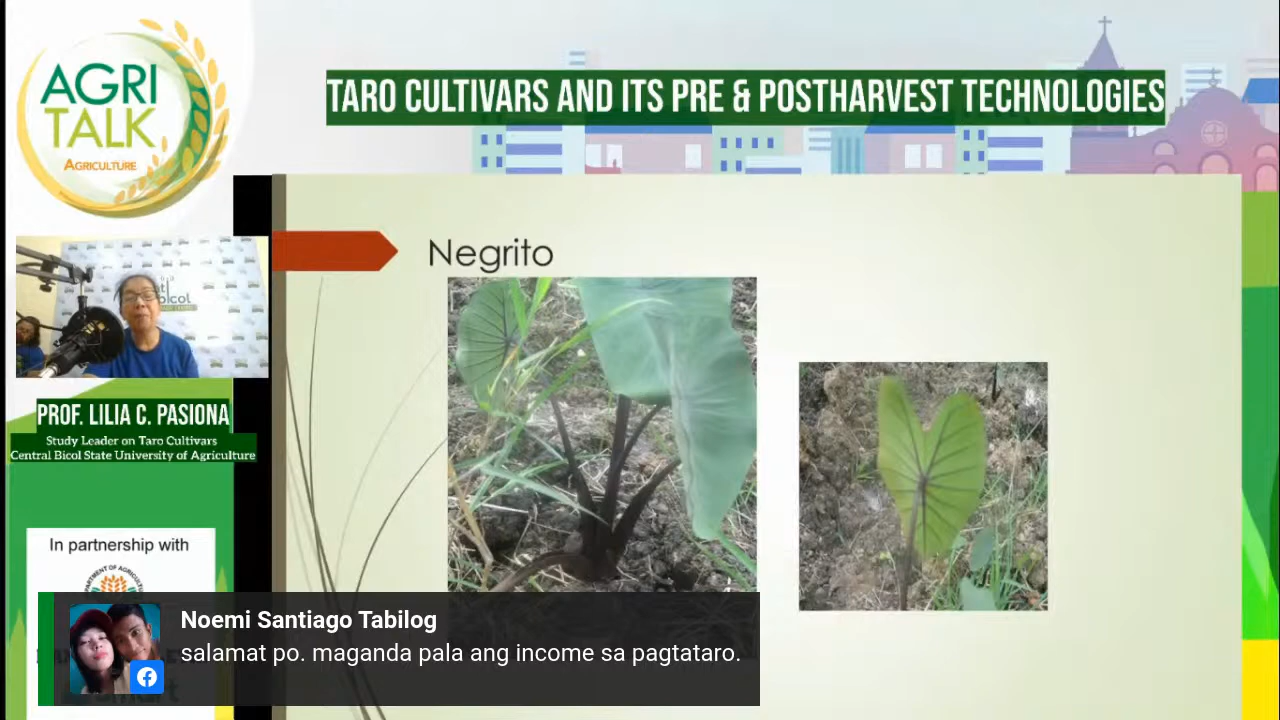 AGRI
TALK
AGRICULTURE
TARO CULTIVARS AND ITS PRE & POSTHARVEST TECHNOLOGIES
Negrito
PROF. LILIA C. PASIONA
Study Leader on Taro Cultivars
Central Bicol State University of Agriculture
In partnership with
Noemi Santiago Tabilog
salamat po. maganda pala ang income sa pagtataro.